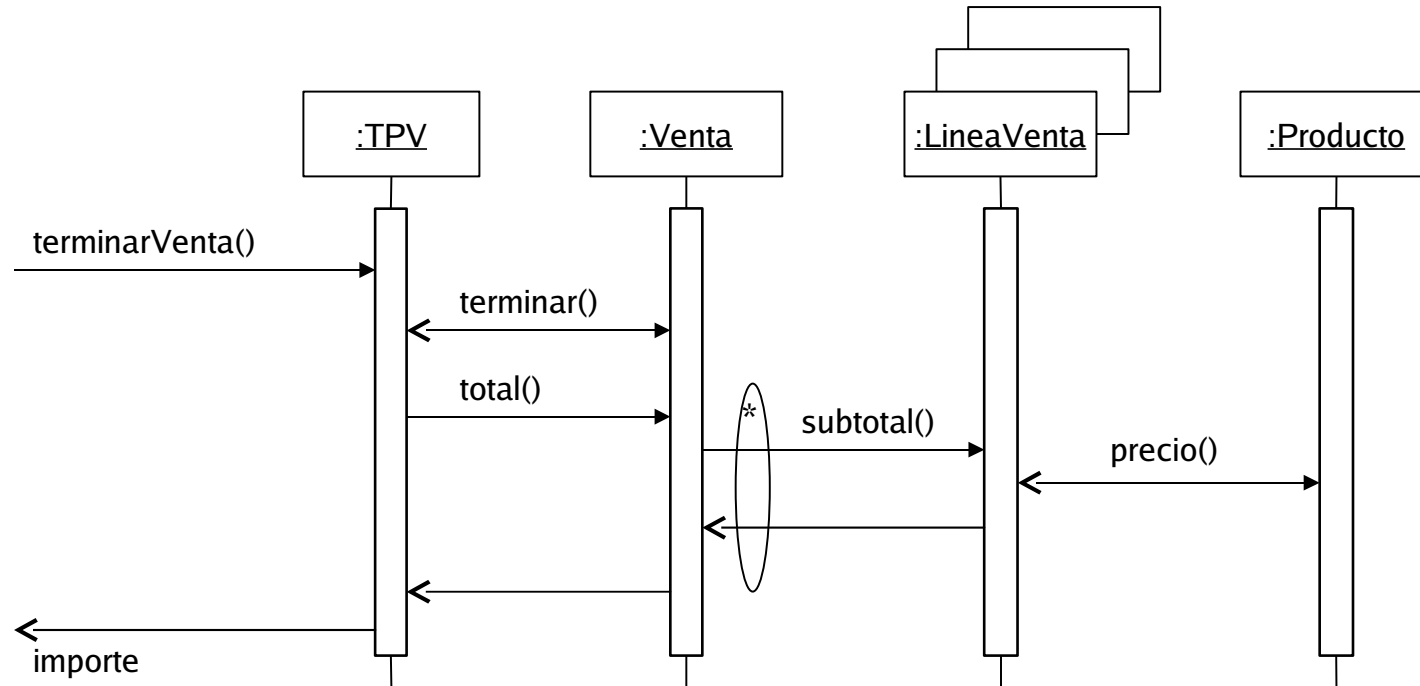 :TPV
:Venta
:LineaVenta
:Producto
terminarVenta()
terminar()
total()
*
subtotal()
precio()
importe